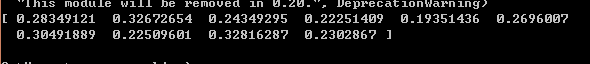 "This module will be removed in 0.20.", DeprecationWarning)
[ 0.28349121  0.32672654  0.24349295  0.22251409  0.19351436  0.2696007
  0.30491889  0.22509601  0.32816287  0.2302867 ]